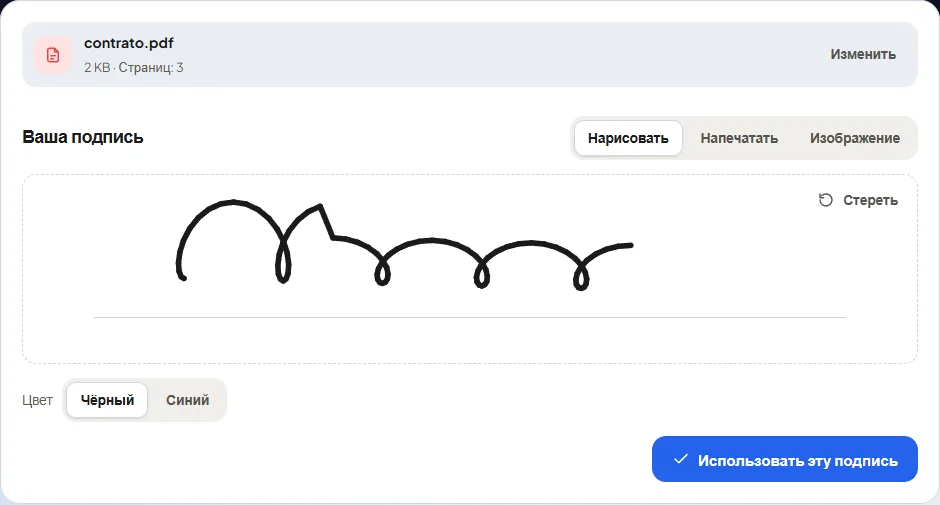 contrato.pdf
2 KB · Страниц: 3
Изменить
Ваша подпись
Нарисовать
Напечатать
Изображение
Стереть
Цвет
Чёрный
Синий
Использовать эту подпись